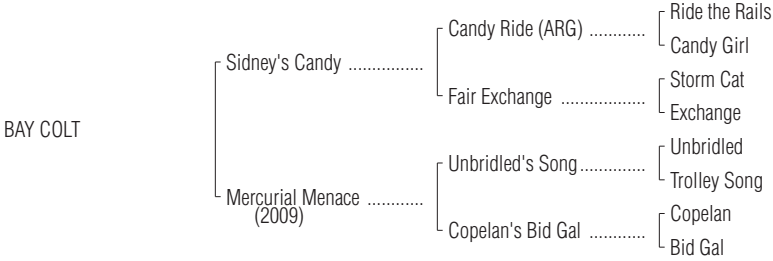 Ride the Rails
Candy Ride (ARG) ............
Candy Girl
Sidney's Candy ................
Storm Cat
Fair Exchange ..................
Exchange
BAY COLT
Unbridled
Unbridled's Song ..............
Trolley Song
Mercurial Menace ............
(2009)
Copelan
Copelan's Bid Gal ............
Bid Gal